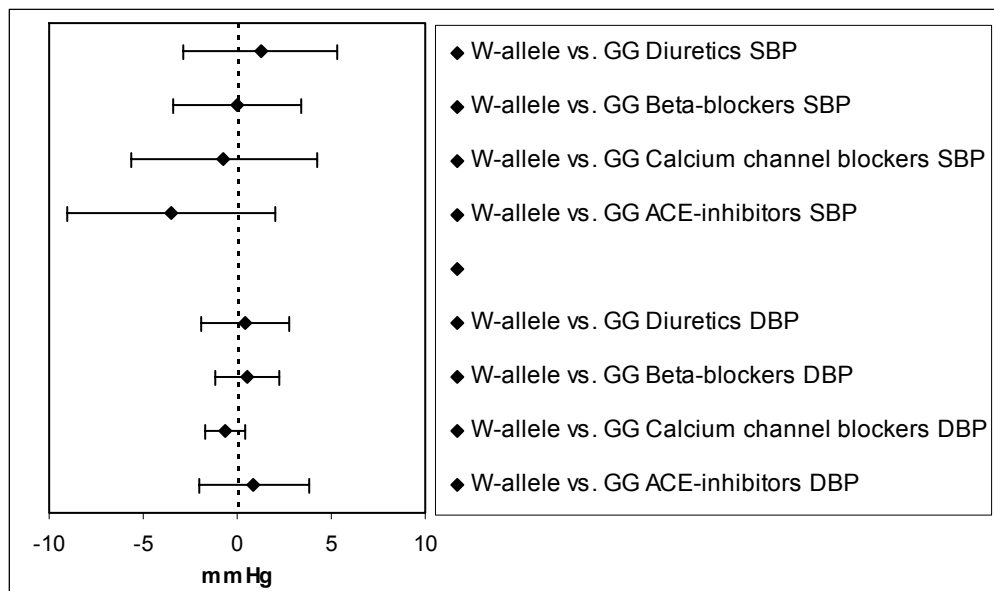 W-allele vs. GG Diuretics SBP
W-allele vs. GG Beta-blockers SBP
W-allele vs. GG Calcium channel blockers SBP
W-allele vs. GG ACE-inhibitors SBP
W-allele vs. GG Diuretics DBP
W-allele vs. GG Beta-blockers DBP
W-allele vs. GG Calcium channel blockers DBP
W-allele vs. GG ACE-inhibitors DBP
-10 -5 0 5 10
mmHg